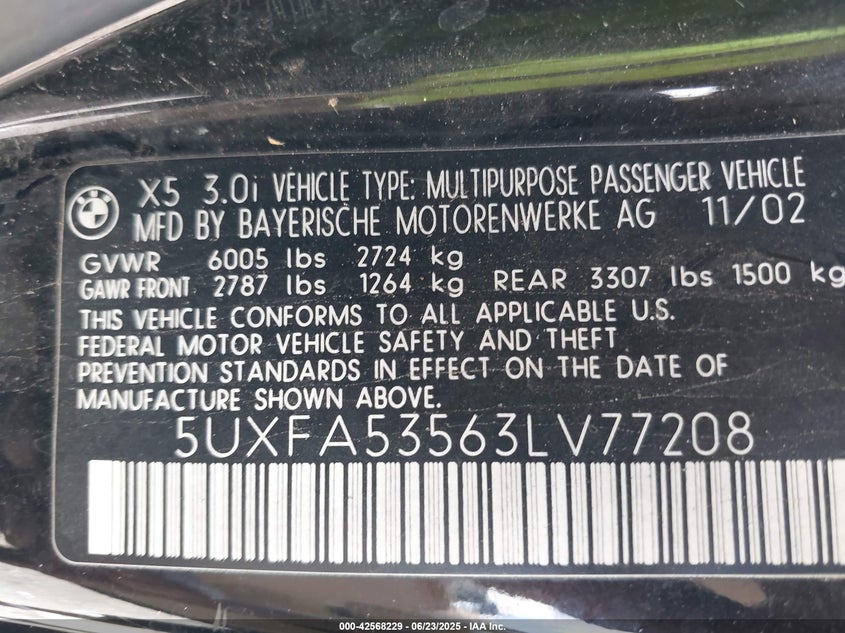 X5 3.0i VEHICLE TYPE: MULTIPURPOSE PASSENGER VEHICLE
MFD BY BAYERISCHE MOTORENWERKE AG 11/02
GVWR 6005 lbs 2724 kg
GAWR FRONT 2787 lbs 1264 kg REAR 3307 lbs 1500 kg
THIS VEHICLE CONFORMS TO ALL APPLICABLE U.S.
FEDERAL MOTOR VEHICLE SAFETY AND THEFT
PREVENTION STANDARDS IN EFFECT ON THE DATE OF
MANUFACTURE SHOWN ABOVE.
5UXFA53563LV77208
000-42568229 - 06/23/2025 - IAA Inc.